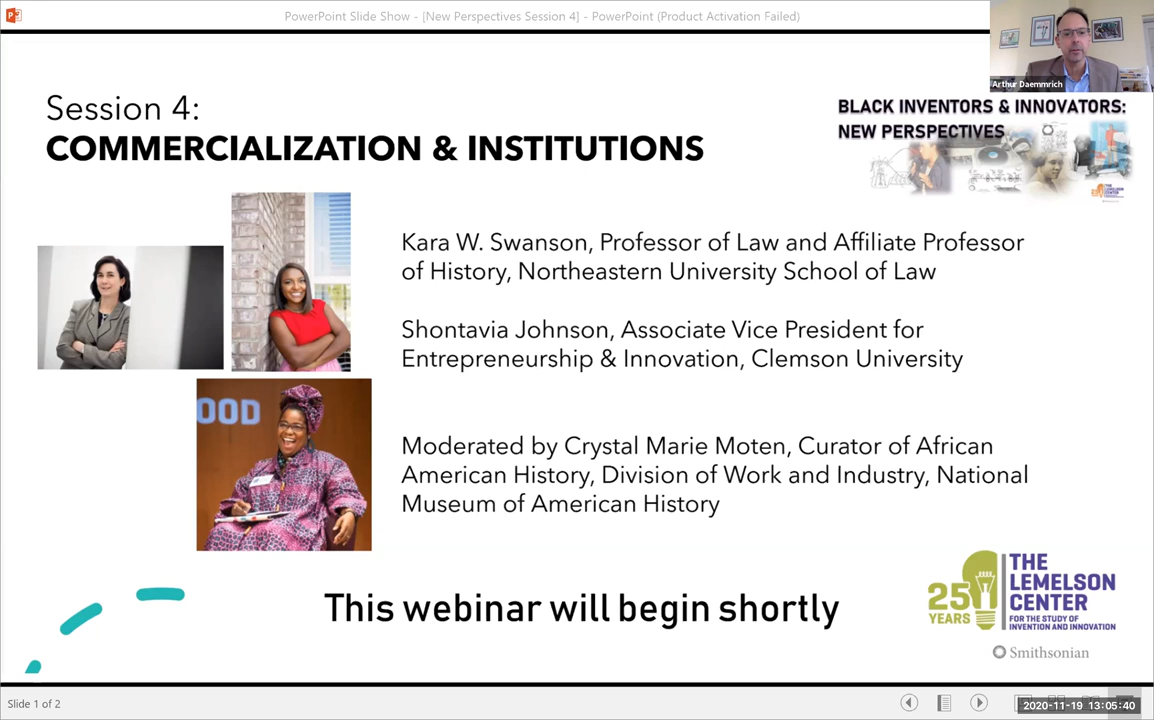 PowerPoint Slide Show - [New Perspectives Session 4] - PowerPoint (Product Activation Failed)
Arthur Daemmrich
Session 4:
COMMERCIALIZATION & INSTITUTIONS
BLACK INVENTORS & INNOVATORS:
NEW PERSPECTIVES
Kara W. Swanson, Professor of Law and Affiliate Professor
of History, Northeastern University School of Law
Shontavia Johnson, Associate Vice President for
Entrepreneurship & Innovation, Clemson University
OOD
Moderated by Crystal Marie Moten, Curator of African
American History, Division of Work and Industry, National
Museum of American History
This webinar will begin shortly
25 YEARS
THE
LEMELSON
CENTER
FOR THE STUDY OF
INVENTION AND INNOVATION
Smithsonian
Slide 1 of 2
2020-11-19 13:05:40